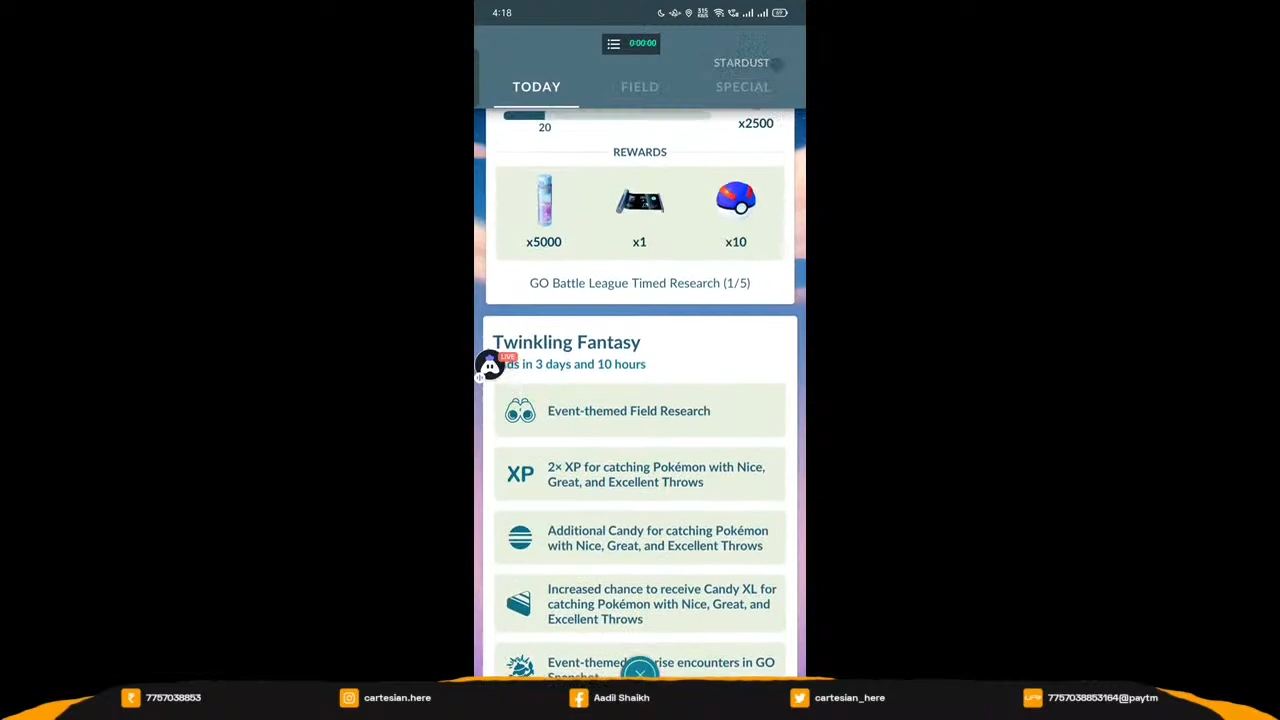 4:18
315
69
0:00:00
STARDUST
TODAY
FIELD
SPECIAL
20
x2500
REWARDS
x5000
x1
x10
GO Battle League Timed Research (1/5)
Twinkling Fantasy
LIVE
in 3 days and 10 hours
Event-themed Field Research
XP
2× XP for catching Pokémon with Nice,
Great, and Excellent Throws
Additional Candy for catching Pokémon
with Nice, Great, and Excellent Throws
Increased chance to receive Candy XL for
catching Pokémon with Nice, Great, and
Excellent Throws
Event-themed encounters in GO
7757038853
cartesian.here
Aadil Shaikh
cartesian_here
UPI
7757038853164@paytm